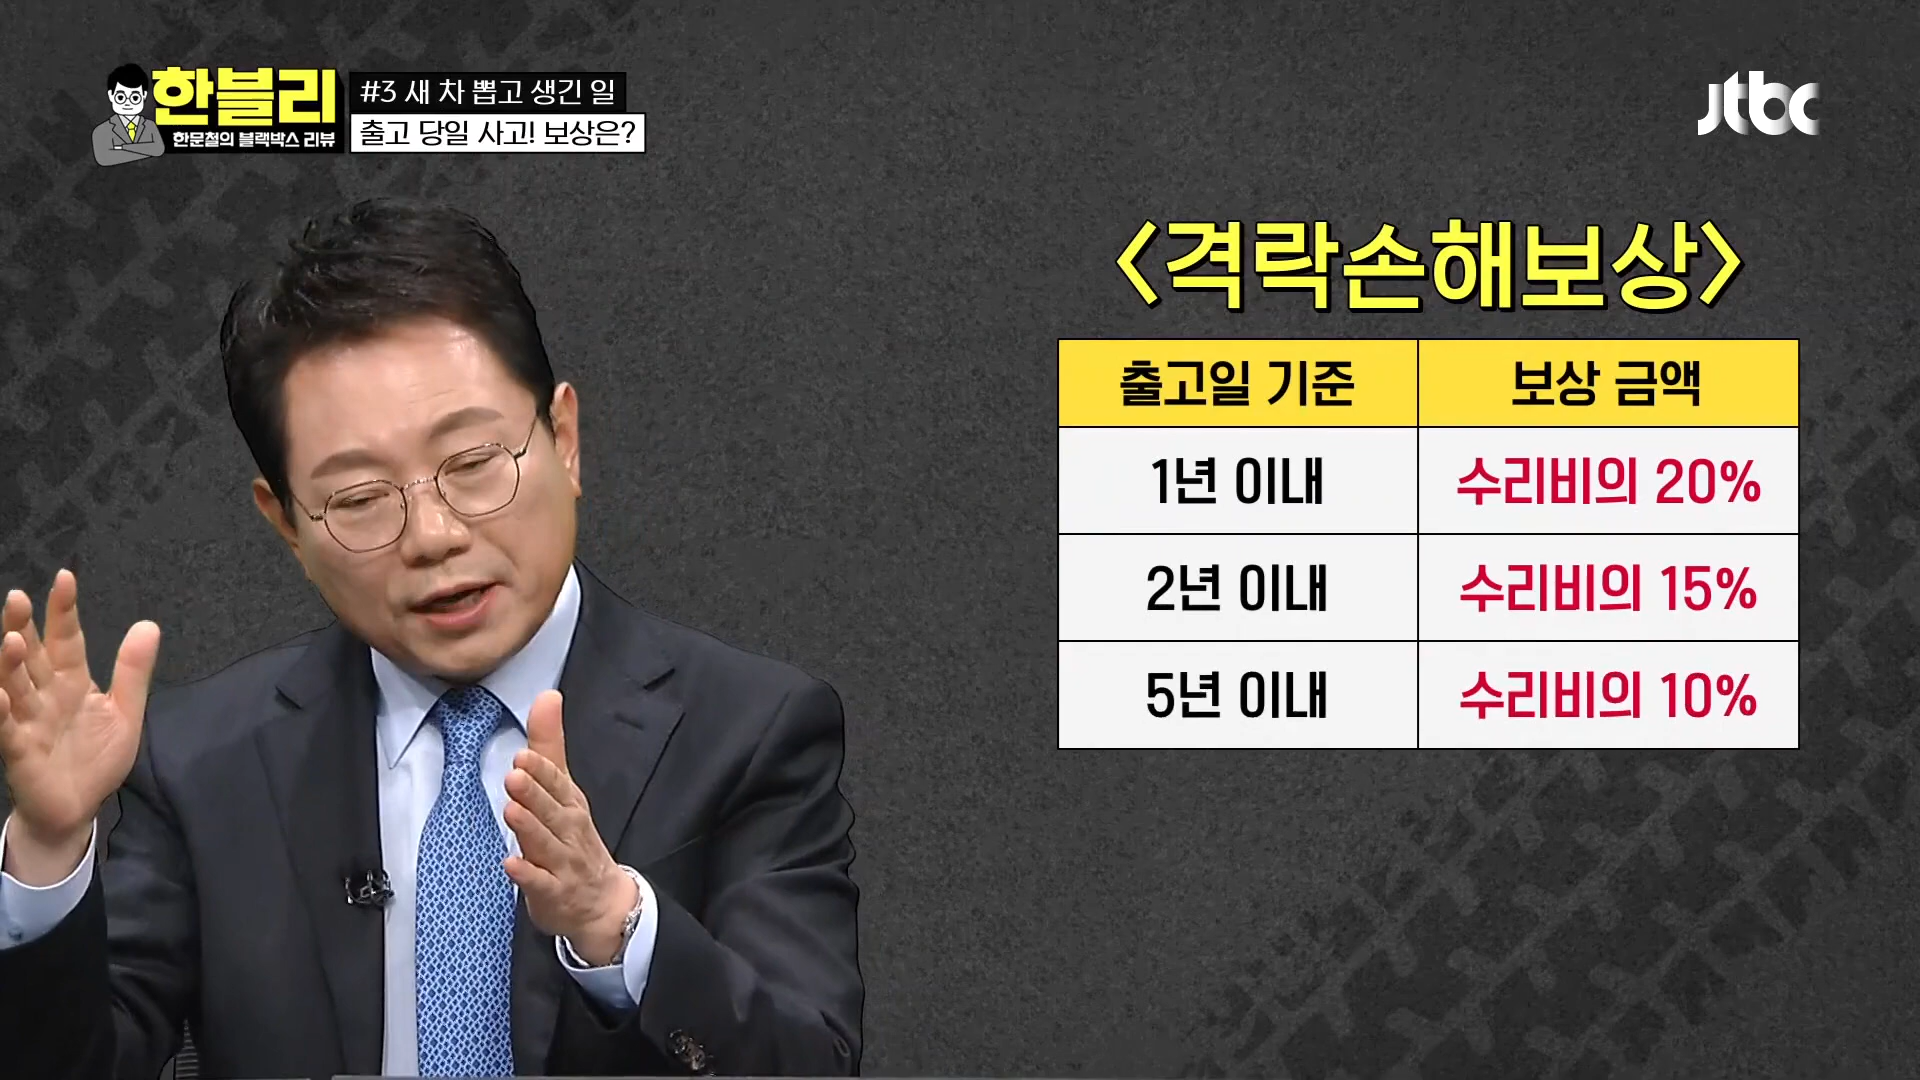 한블리
한문철의 블랙박스 리뷰
#3 새 차 뽑고 생긴 일
출고 당일 사고! 보상은?
jtbc
<격락손해보상>
출고일 기준 보상 금액
1년 이내 수리비의 20%
2년 이내 수리비의 15%
5년 이내 수리비의 10%